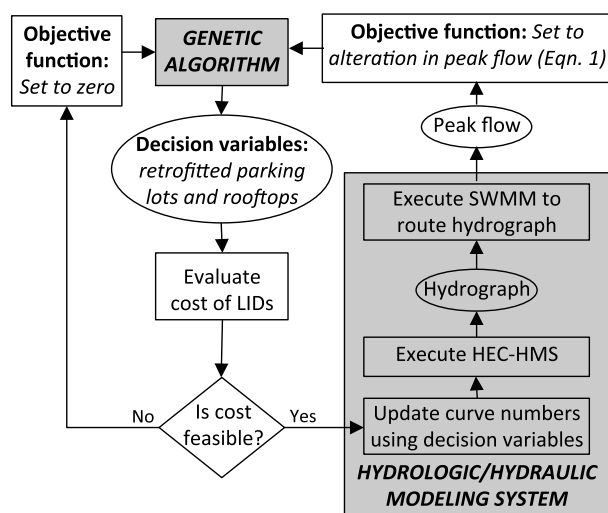 Objective
function:
Set to zero
GENETIC
ALGORITHM
Objective function: Set to
alteration in peak flow (Eqn. 1)
Decision variables:
retrofitted parking
lots and rooftops
Evaluate
cost of LIDs
Is cost
feasible?
No
Yes
Peak flow
Execute SWMM to
route hydrograph
Hydrograph
Execute HEC-HMS
Update curve numbers
using decision variables
HYDROLOGIC/HYDRAULIC
MODELING SYSTEM